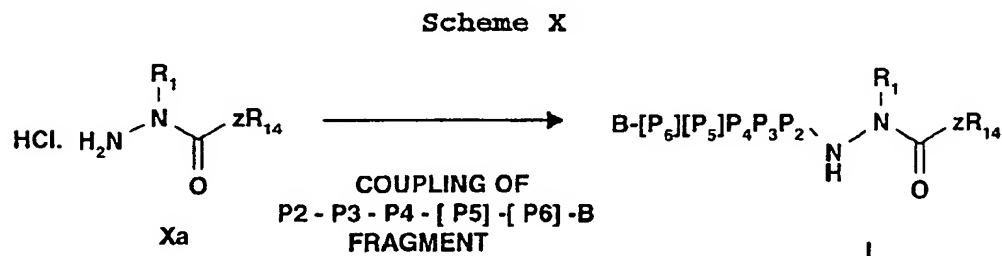 Scheme X
R₁
HCl. H₂N N zR₁₄
O
Xa
COUPLING OF
P2 - P3 - P4 - [ P5] -[ P6] -B
FRAGMENT
R₁
B-[P₆][P₅]P₄P₃P₂ N H N zR₁₄
O
I